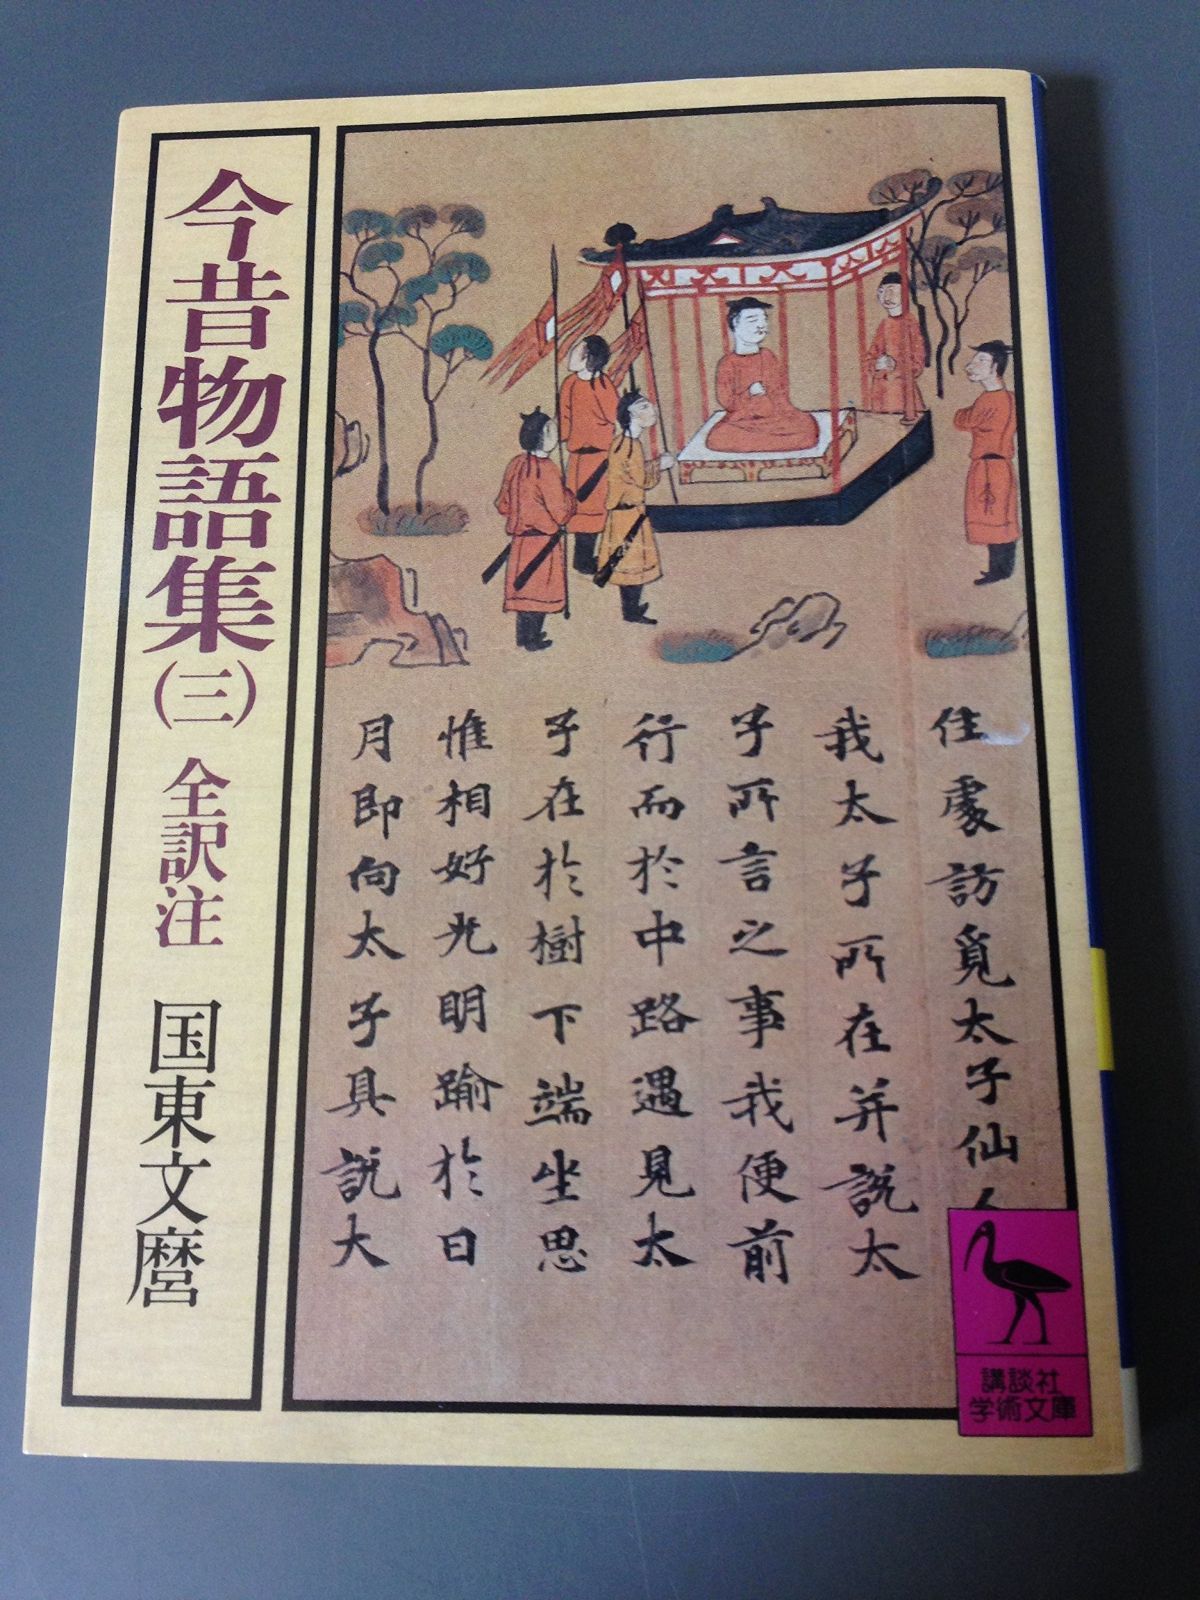 今昔物語集(三) 全訳注 国東文麿
住處訪覓太子仙
我太子所在并説太
子所言之事我便前
行而於中路遇見太
子在於樹下端坐思
惟相好光明踰於日
月即向太子具説大
講談社
学術文庫